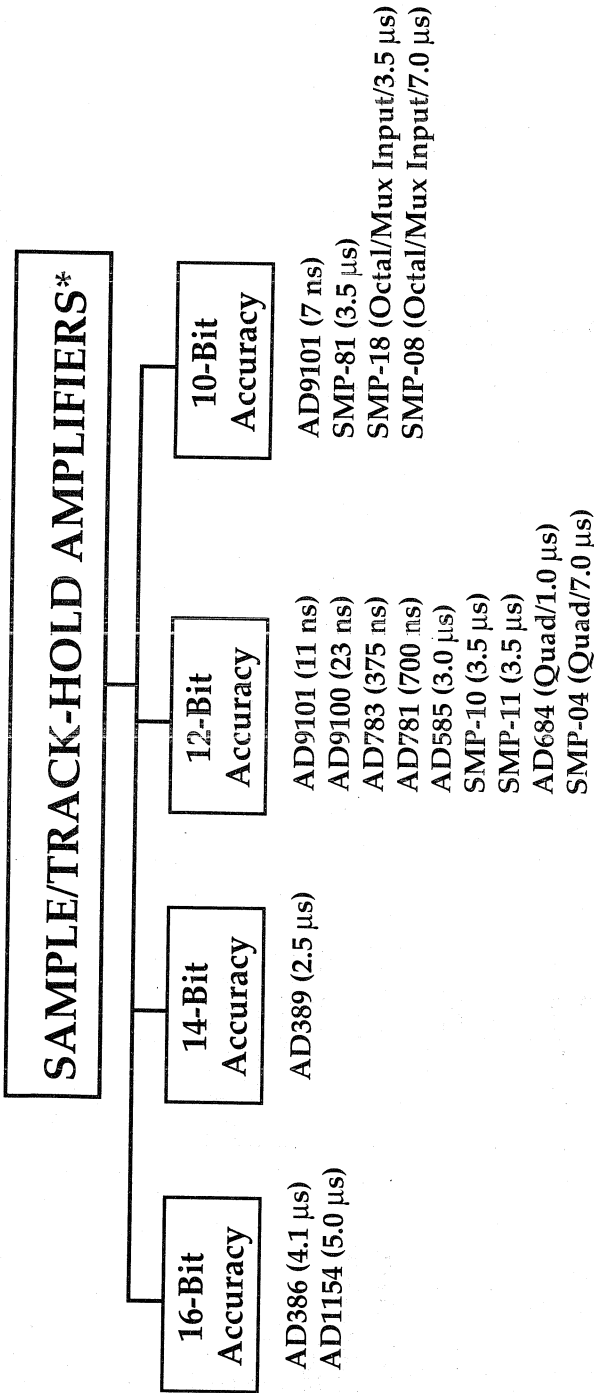 SAMPLE/TRACK-HOLD AMPLIFIERS*
16-Bit
Accuracy
AD386 (4.1 µs)
AD1154 (5.0 µs)
14-Bit
Accuracy
AD389 (2.5 µs)
12-Bit
Accuracy
AD9101 (11 ns)
AD9100 (23 ns)
AD783 (375 ns)
AD781 (700 ns)
AD585 (3.0 µs)
SMP-10 (3.5 µs)
SMP-11 (3.5 µs)
AD684 (Quad/1.0 µs)
SMP-04 (Quad/7.0 µs)
10-Bit
Accuracy
AD9101 (7 ns)
SMP-81 (3.5 µs)
SMP-18 (Octal/Mux Input/3.5 µs)
SMP-08 (Octal/Mux Input/7.0 µs)